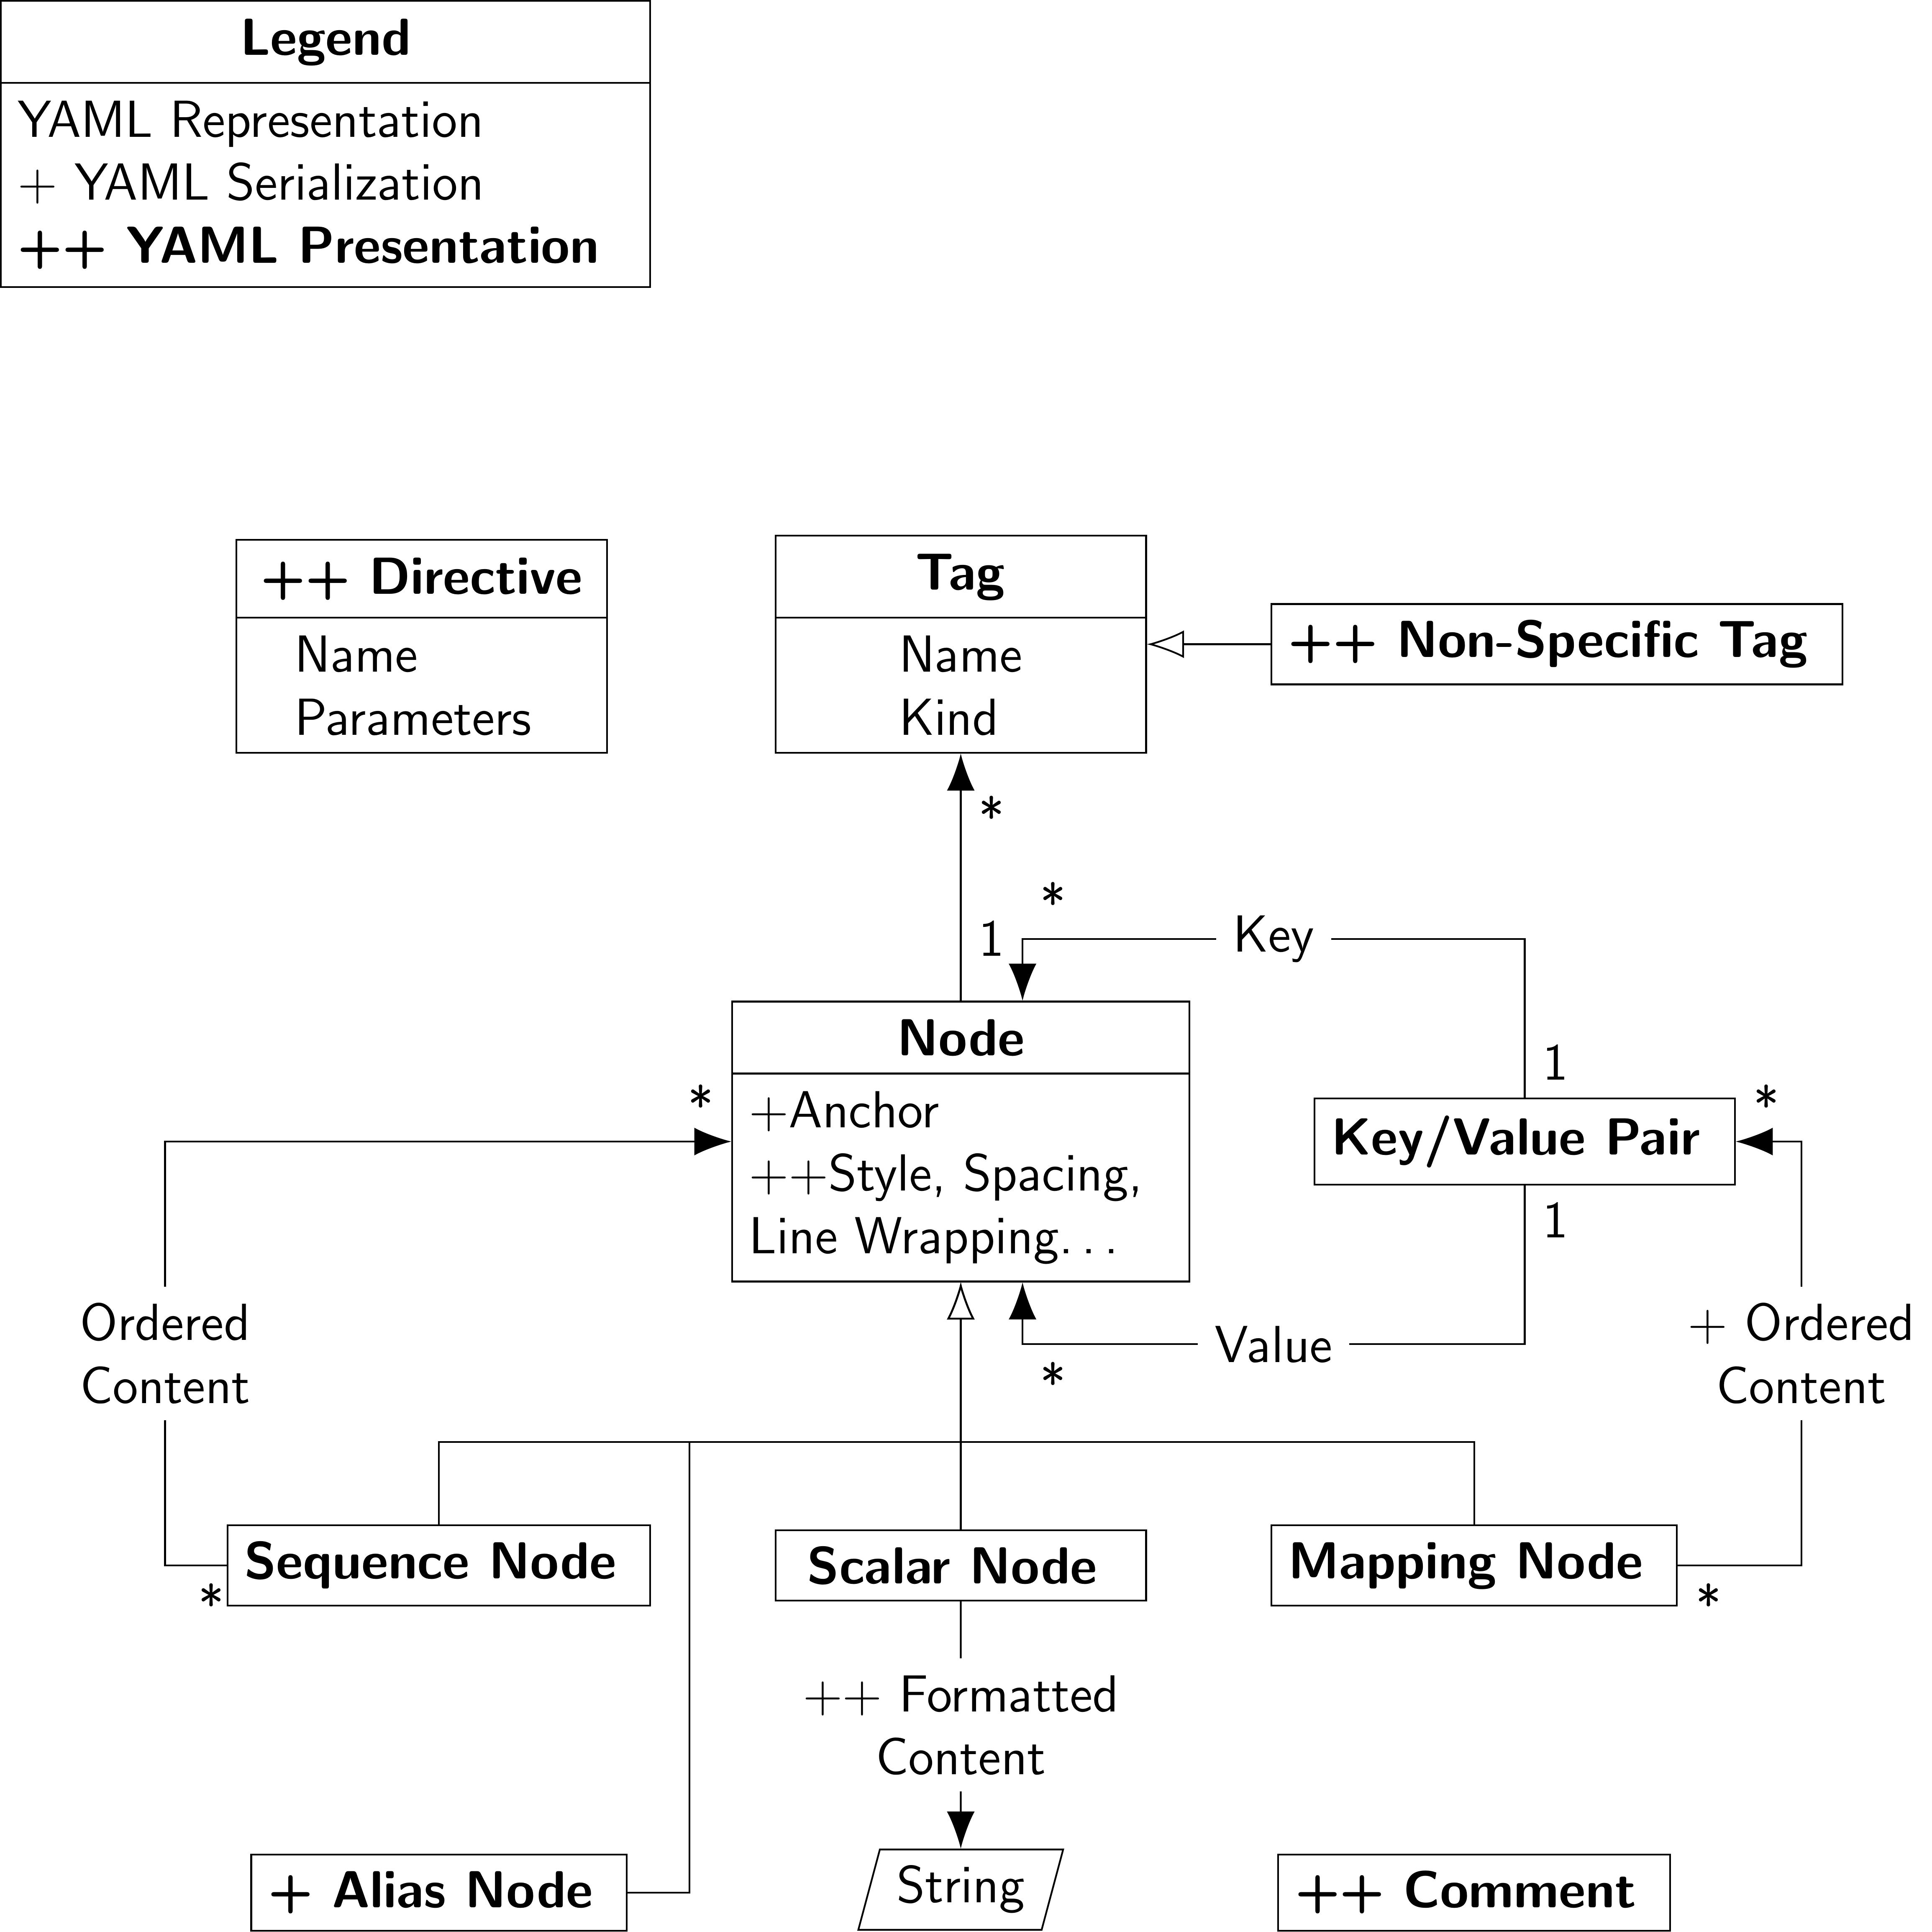 Legend
YAML Representation
+ YAML Serialization
++ YAML Presentation
++ Directive
Name
Parameters
Tag
Name
Kind
++ Non-Specific Tag
*
1
*
Key
1
Node
+Anchor
++Style, Spacing,
Line Wrapping...
*
Key/Value Pair
*
1
Value
*
Ordered
Content
+ Ordered
Content
Sequence Node
*
Scalar Node
Mapping Node
*
++ Formatted
Content
+ Alias Node
String
++ Comment